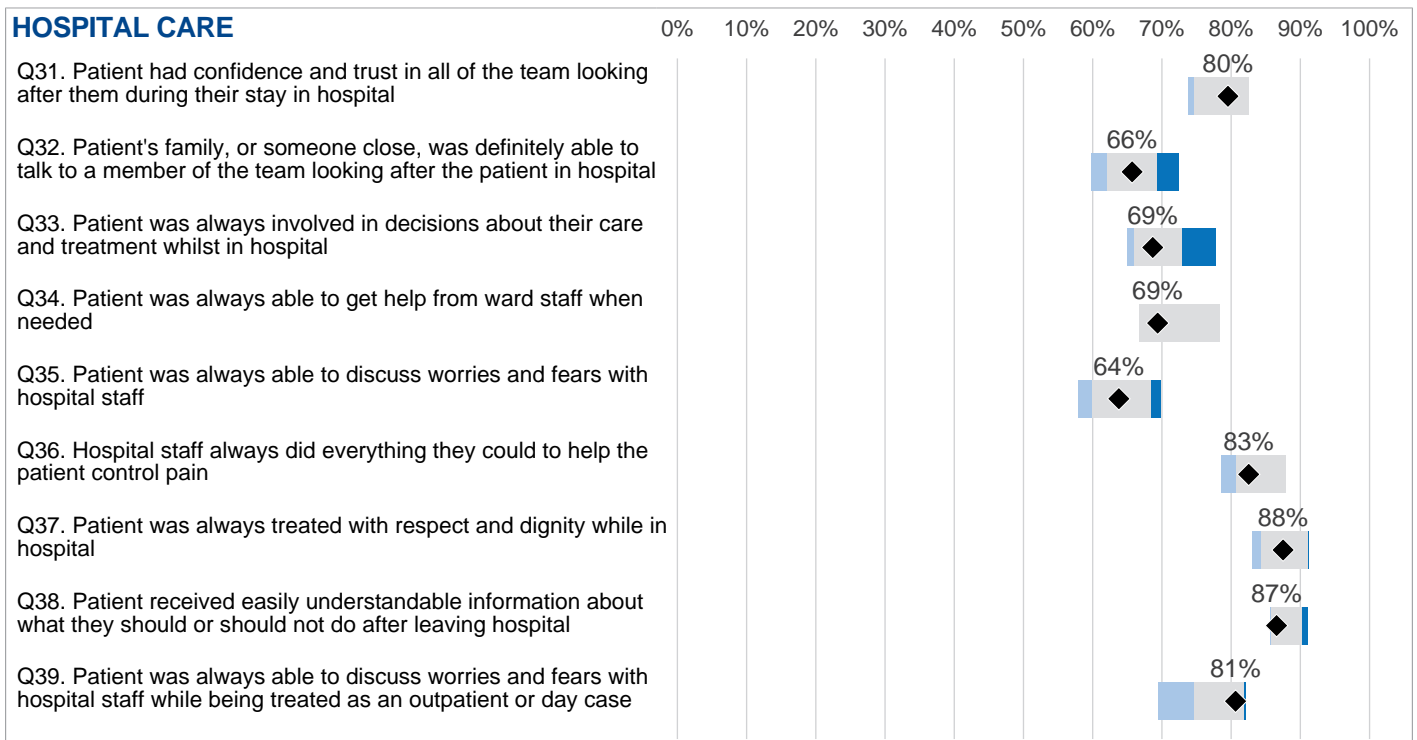 HOSPITAL CARE 0% 10% 20% 30% 40% 50% 60% 70% 80% 90% 100%
Q31. Patient had confidence and trust in all of the team looking
after them during their stay in hospital
80%
Q32. Patient's family, or someone close, was definitely able to
talk to a member of the team looking after the patient in hospital
66%
Q33. Patient was always involved in decisions about their care
and treatment whilst in hospital
69%
Q34. Patient was always able to get help from ward staff when
needed
69%
Q35. Patient was always able to discuss worries and fears with
hospital staff
64%
Q36. Hospital staff always did everything they could to help the
patient control pain
83%
Q37. Patient was always treated with respect and dignity while in
hospital
88%
Q38. Patient received easily understandable information about
what they should or should not do after leaving hospital
87%
Q39. Patient was always able to discuss worries and fears with
hospital staff while being treated as an outpatient or day case
81%